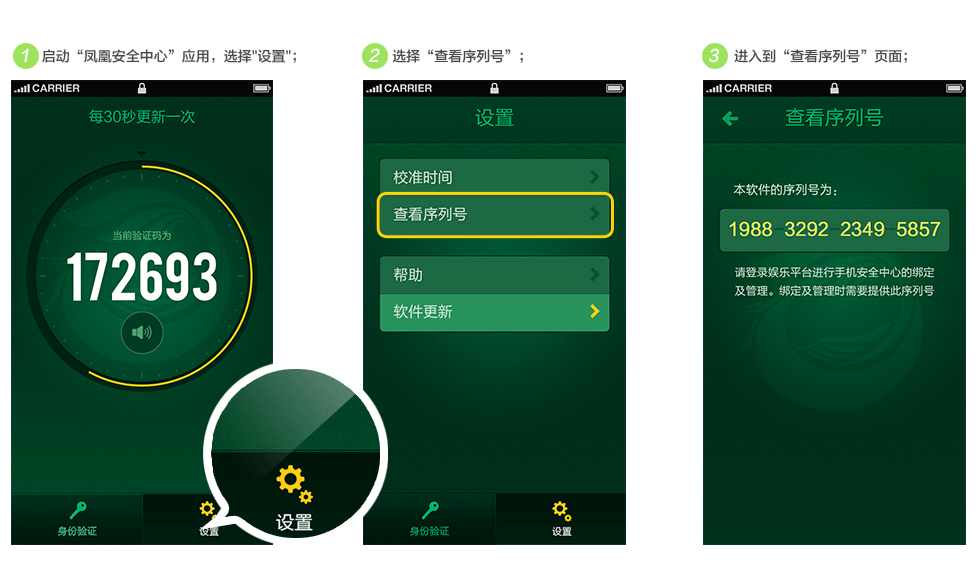 1 启动“凤凰安全中心”应用，选择"设置"；
CARRIER
每30秒更新一次
当前验证码为
172693
身份验证
设置
设置
2 选择“查看序列号”；
CARRIER
设置
校准时间
查看序列号
帮助
软件更新
身份验证
设置
3 进入到“查看序列号”页面；
CARRIER
查看序列号
本软件的序列号为：
1988 3292 2349 5857
请登录娱乐平台进行手机安全中心的绑定
及管理。绑定及管理时需要提供此序列号